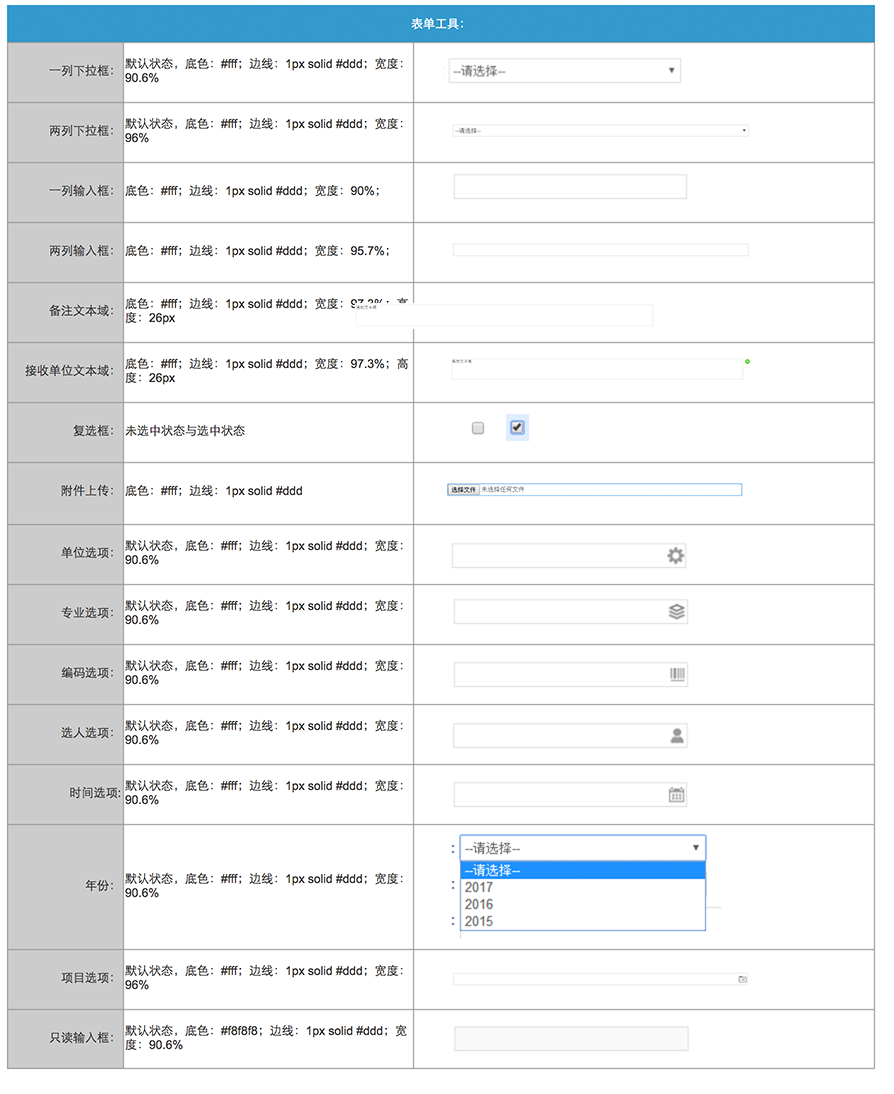 表单工具:
一列下拉框:
默认状态，底色：#fff；边线：1px solid #ddd；宽度：
90.6%
--请选择--
两列下拉框:
默认状态，底色：#fff；边线：1px solid #ddd；宽度：
96%
--请选择--
一列输入框:
底色：#fff；边线：1px solid #ddd；宽度：90%；
两列输入框:
底色：#fff；边线：1px solid #ddd；宽度：95.7%；
备注文本域:
底色：#fff；边线：1px solid #ddd；宽度：97.3%；高
度：26px
接收单位文本域:
底色：#fff；边线：1px solid #ddd；宽度：97.3%；高
度：26px
复选框:
未选中状态与选中状态
附件上传:
底色：#fff；边线：1px solid #ddd
选择文件 未选择任何文件
单位选项:
默认状态，底色：#fff；边线：1px solid #ddd；宽度：
90.6%
专业选项:
默认状态，底色：#fff；边线：1px solid #ddd；宽度：
90.6%
编码选项:
默认状态，底色：#fff；边线：1px solid #ddd；宽度：
90.6%
选人选项:
默认状态，底色：#fff；边线：1px solid #ddd；宽度：
90.6%
时间选项:
默认状态，底色：#fff；边线：1px solid #ddd；宽度：
90.6%
年份:
默认状态，底色：#fff；边线：1px solid #ddd；宽度：
90.6%
: --请选择--
--请选择--
: 2017
2016
: 2015
项目选项:
默认状态，底色：#fff；边线：1px solid #ddd；宽度：
96%
只读输入框:
默认状态，底色：#f8f8f8；边线：1px solid #ddd；宽
度：90.6%